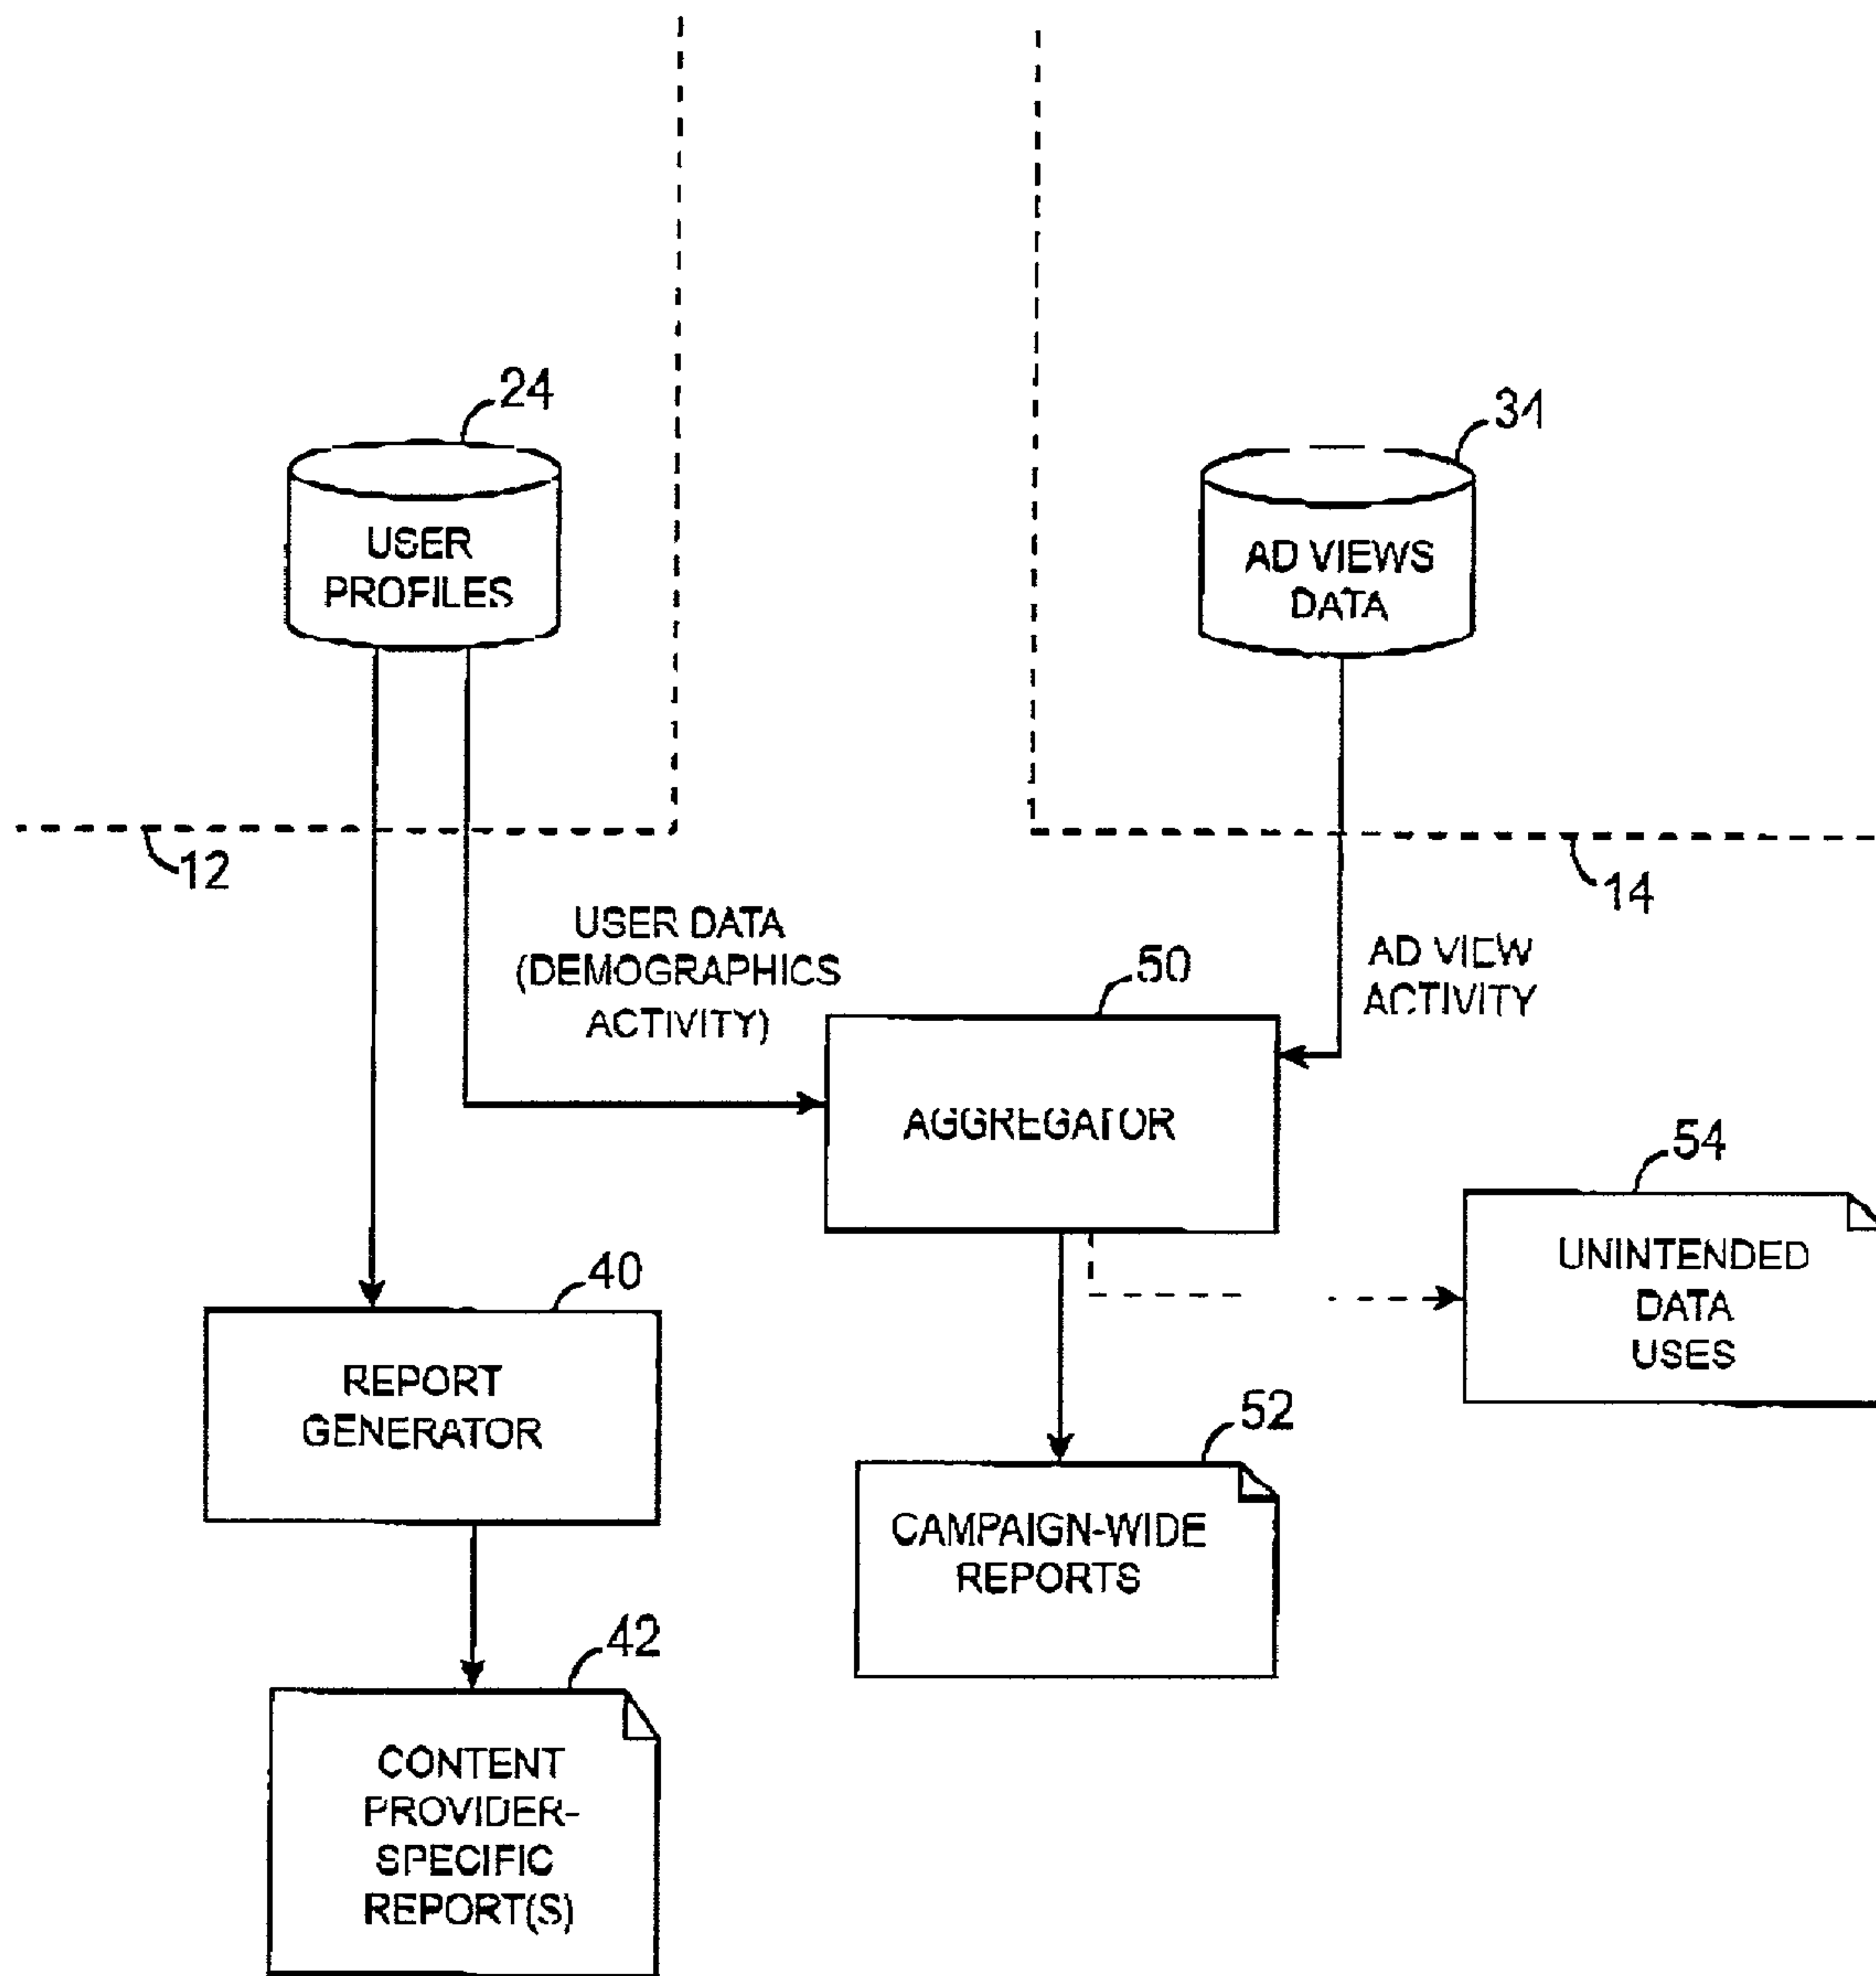 24
USER
PROFILES
31
AD VIEWS
DATA
12
14
USER DATA
(DEMOGRAPHICS
ACTIVITY)
AD VIEW
ACTIVITY
50
AGGREGATOR
54
UNINTENDED
DATA
USES
40
REPORT
GENERATOR
52
CAMPAIGN-WIDE
REPORTS
42
CONTENT
PROVIDER-
SPECIFIC
REPORT(S)